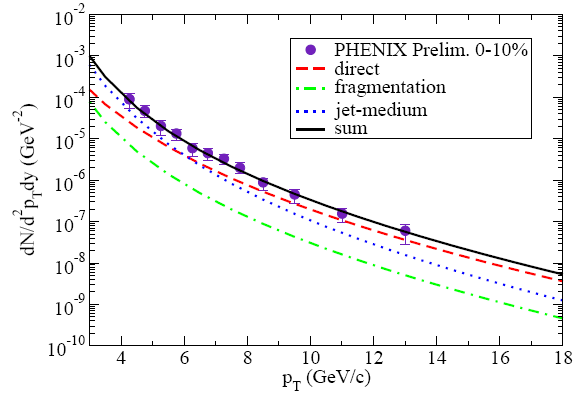 10^-2
10^-3
10^-4
10^-5
10^-6
10^-7
10^-8
10^-9
10^-10
dN/d^2p_Tdy (GeV^-2)
PHENIX Prelim. 0-10%
direct
fragmentation
jet-medium
sum
4 6 8 10 12 14 16 18
p_T (GeV/c)